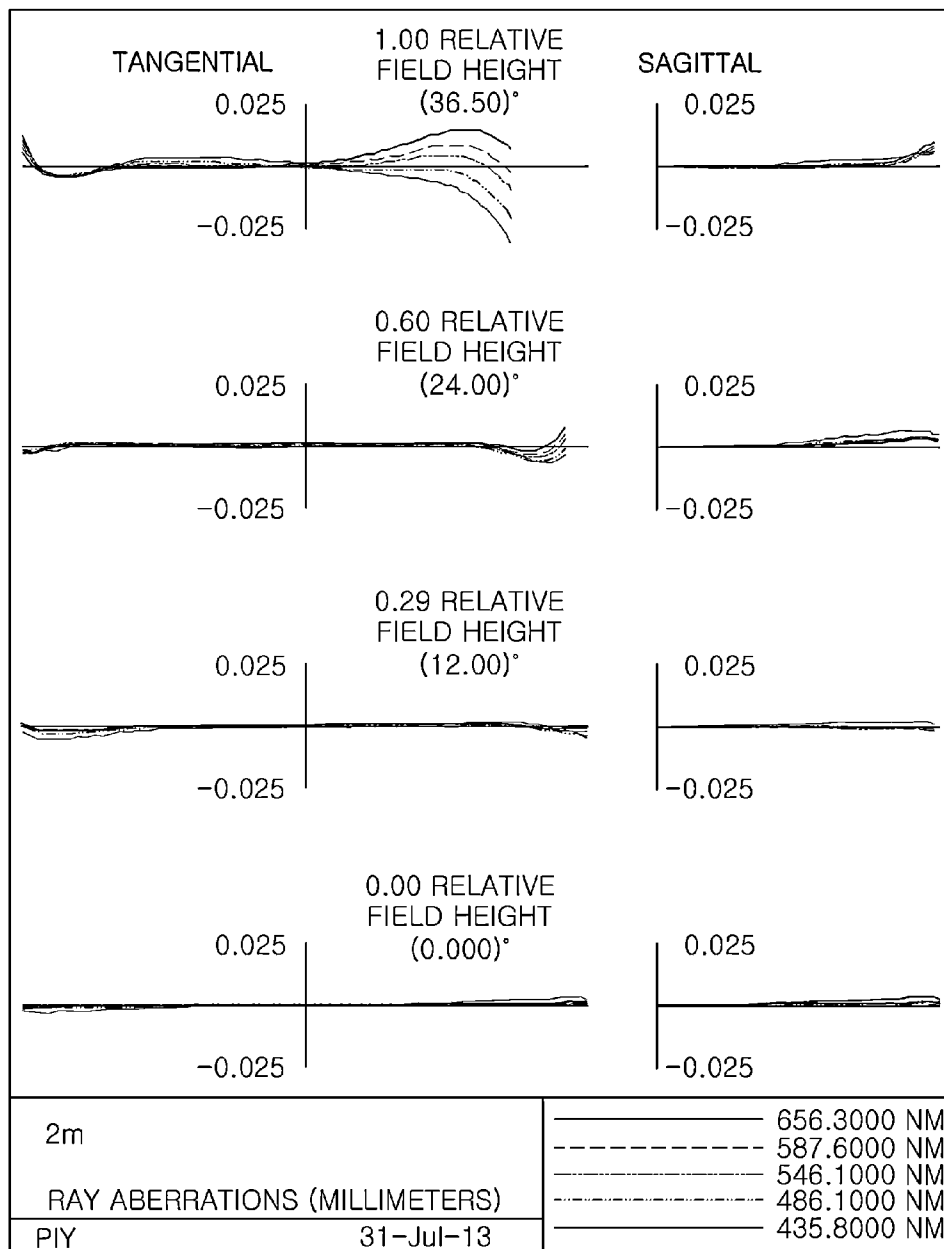 1.00 RELATIVE
TANGENTIAL FIELD HEIGHT SAGITTAL
(36.50)°
0.025 0.025
-0.025 -0.025
0.60 RELATIVE
FIELD HEIGHT
(24.00)°
0.025 0.025
-0.025 -0.025
0.29 RELATIVE
FIELD HEIGHT
(12.00)°
0.025 0.025
-0.025 -0.025
0.00 RELATIVE
FIELD HEIGHT
(0.000)°
0.025 0.025
-0.025 -0.025
2m
RAY ABERRATIONS (MILLIMETERS)
PIY 31-Jul-13
656.3000 NM
587.6000 NM
546.1000 NM
486.1000 NM
435.8000 NM